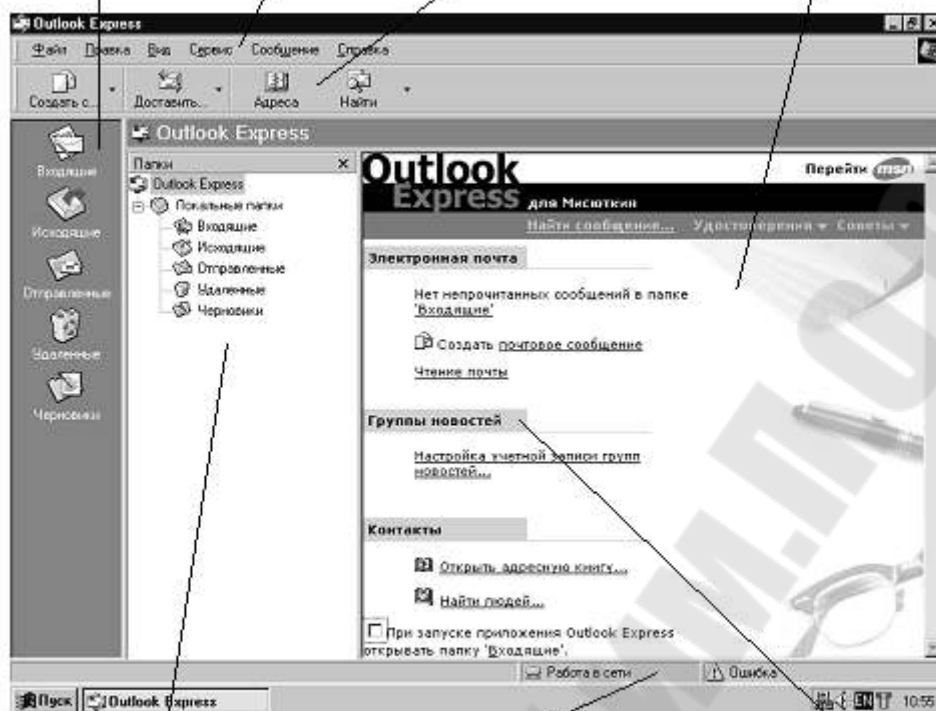 Outlook Express
Файл Правка Вид Сервис Сообщение Справка
Создать с... Доставить... Адреса Найти
Outlook Express
Входящие
Исходящие
Отправленные
Удаленные
Черновики
Папки
Outlook Express
Локальные папки
Входящие
Исходящие
Отправленные
Удаленные
Черновики
Outlook Перейти msn
Express для Мисюткин
Найти сообщение... Удостоверения Советы
Электронная почта
Нет непрочитанных сообщений в папке
'Входящие'
Создать почтовое сообщение
Чтение почты
Группы новостей
Настройка учетной записи групп
новостей...
Контакты
Открыть адресную книгу...
Найти людей...
При запуске приложения Outlook Express
открывать папку 'Входящие'.
Работа в сети Ошибка
Пуск Outlook Express EN 10:55